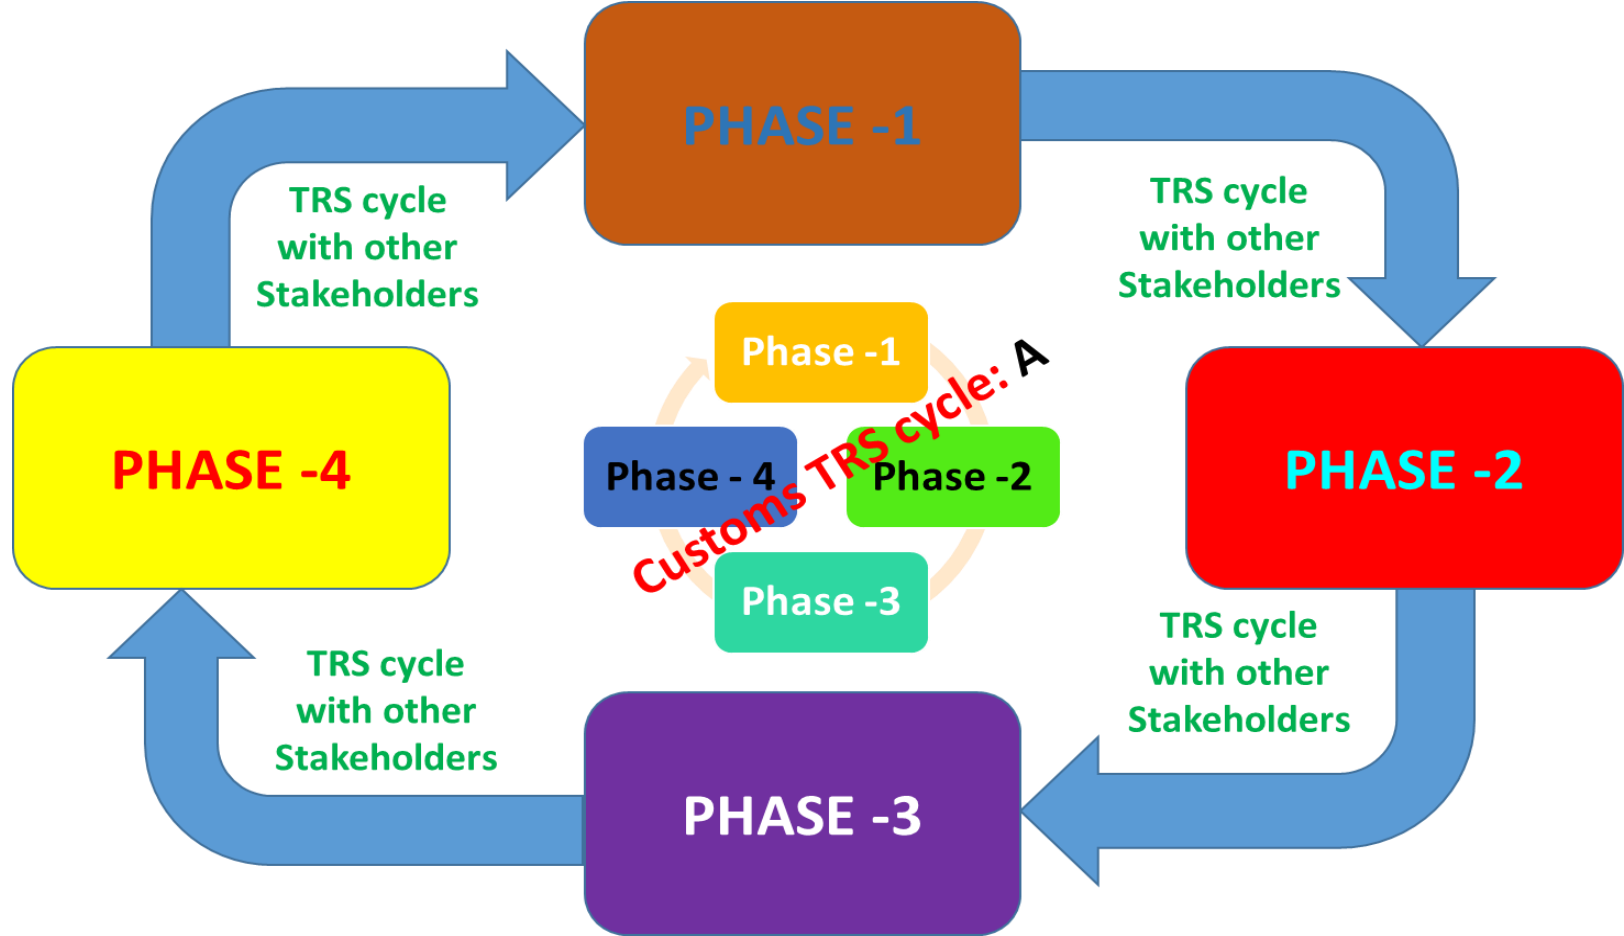 PHASE -1
TRS cycle
with other
Stakeholders
TRS cycle
with other
Stakeholders
Phase -1
Customs TRS cycle: A
Phase - 4
Phase -2
Phase -3
PHASE -4
PHASE -2
TRS cycle
with other
Stakeholders
TRS cycle
with other
Stakeholders
PHASE -3